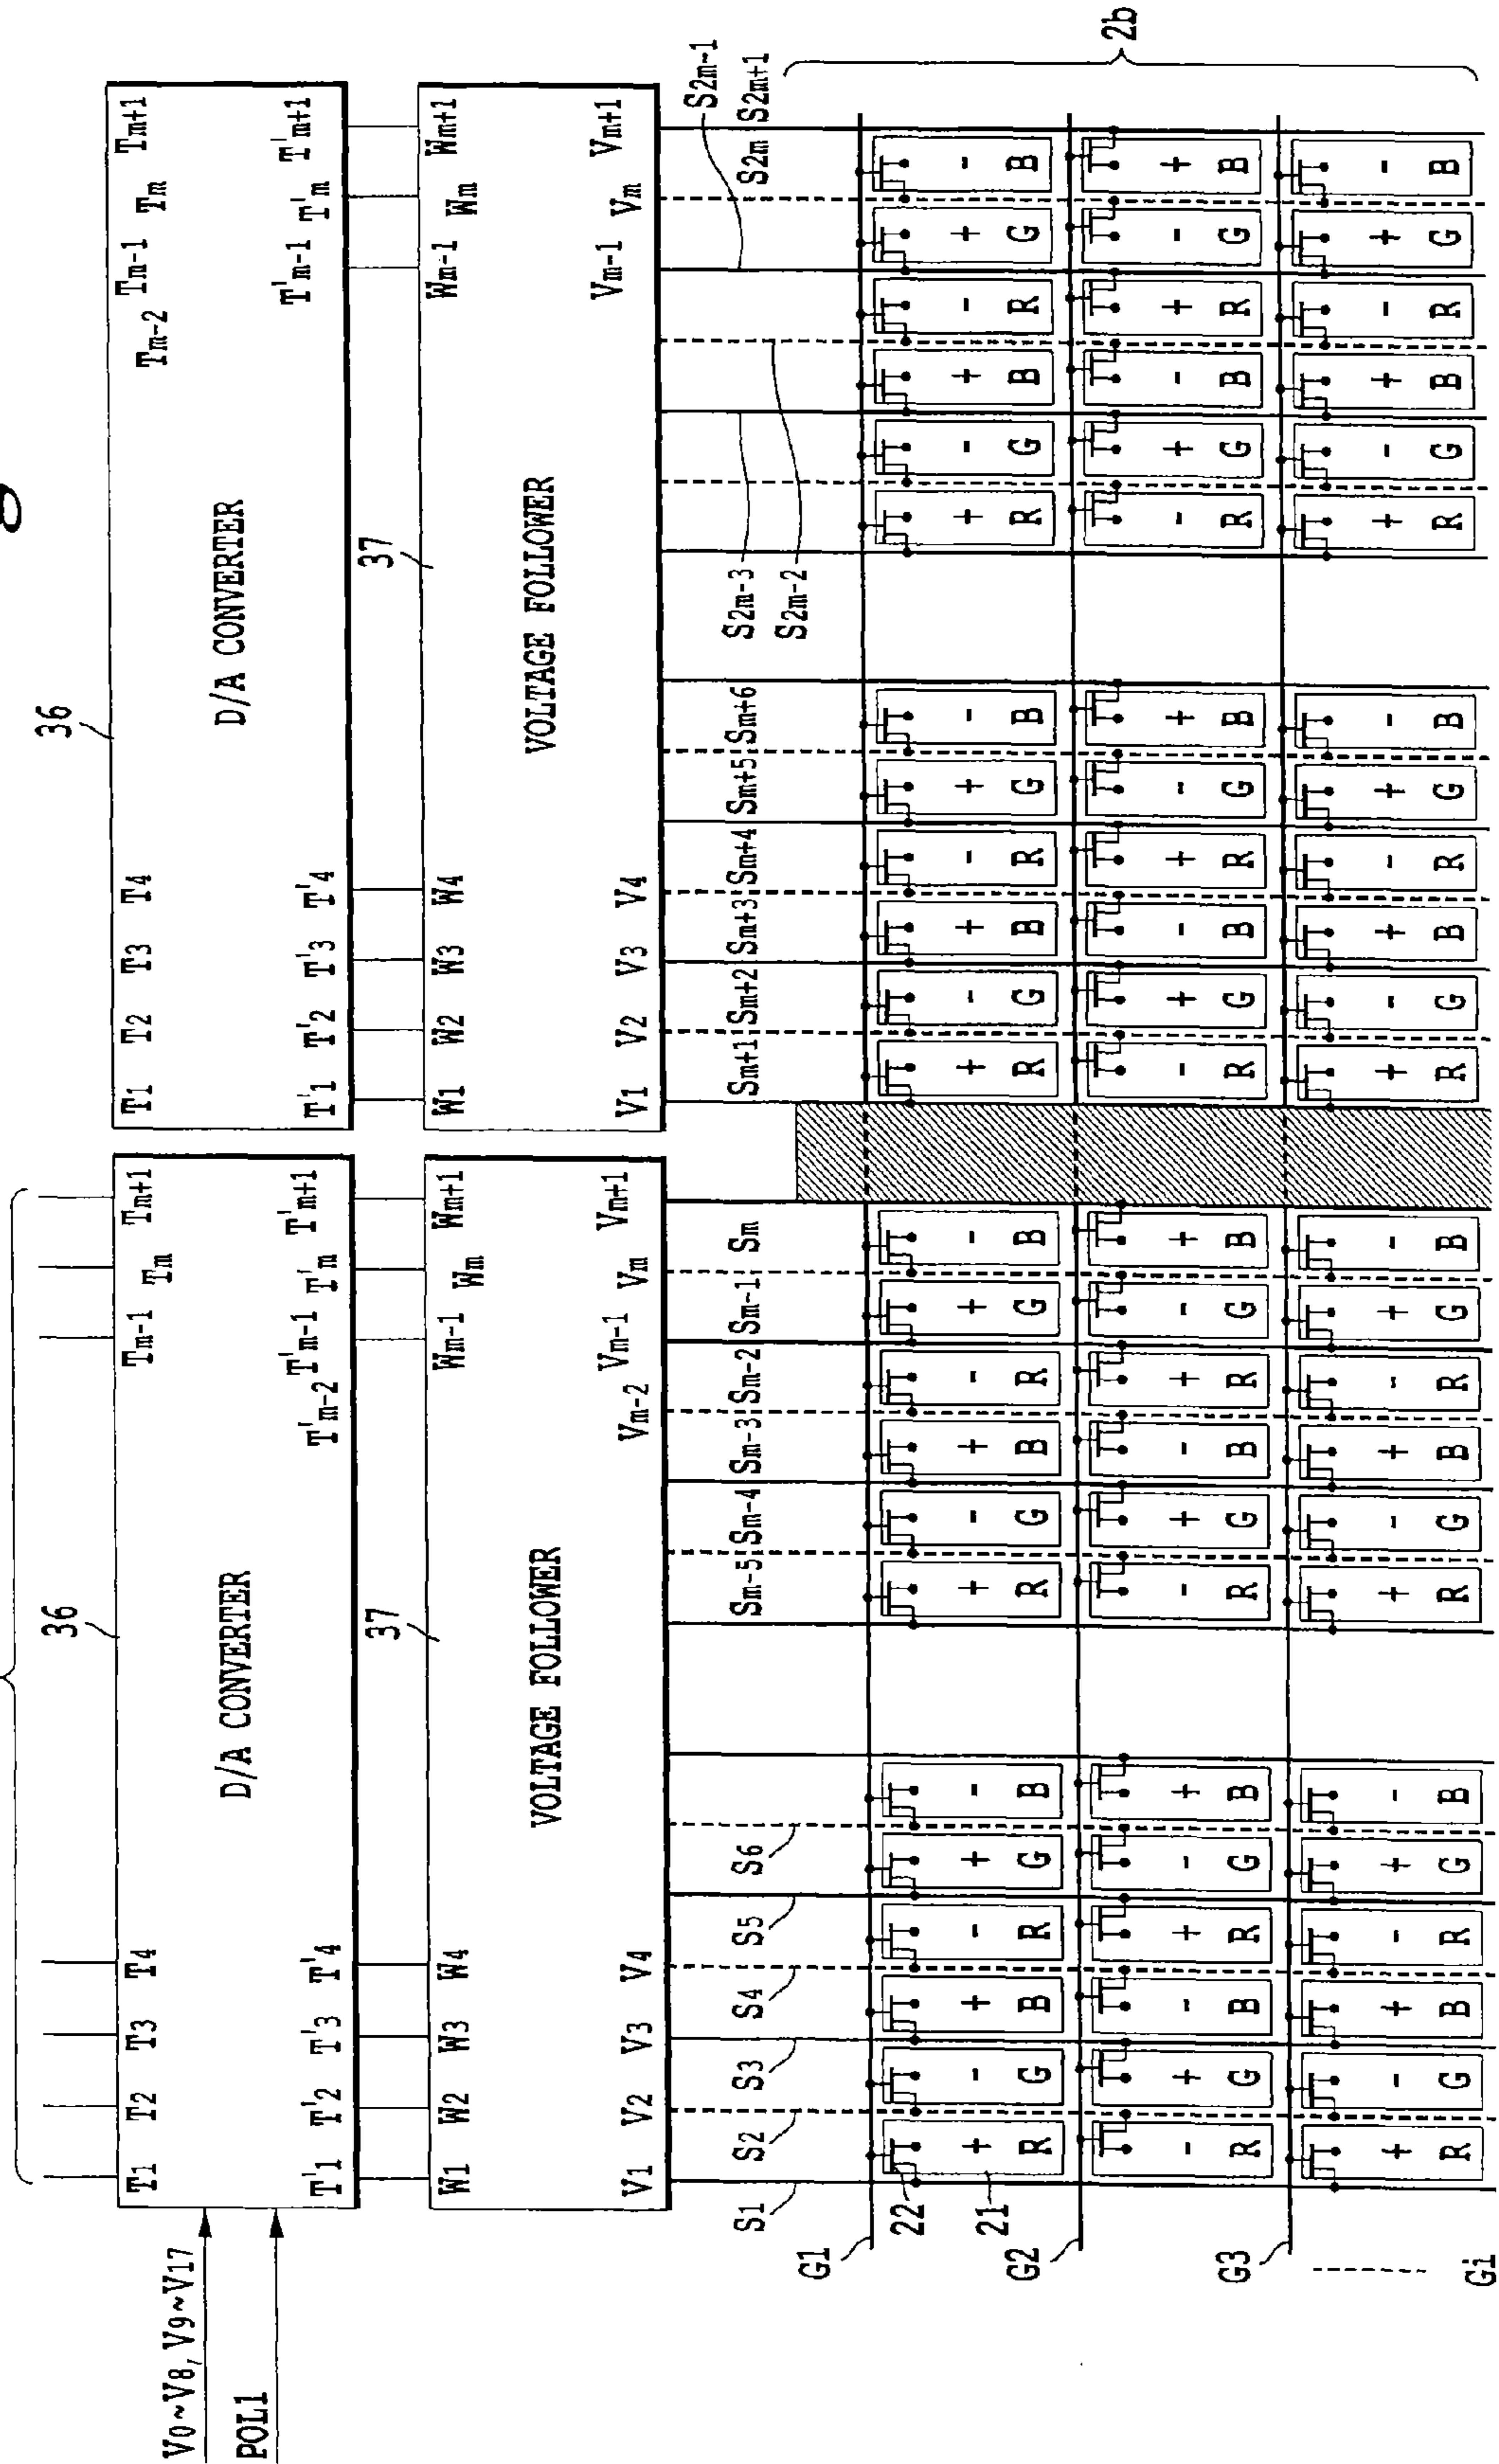 36
36
T1 T2 T3 T4 Tm-1 Tm Tm+1
T1 T2 T3 T4 Tm-2 Tm-1 Tm Tm+1
V0~V8, V9~V17
POL1
D/A CONVERTER
D/A CONVERTER
T'1 T'2 T'3 T'4 T'm-2 T'm-1 T'm T'm+1
T'1 T'2 T'3 T'4 T'm-1 T'm T'm+1
37
37
W1 W2 W3 W4 Wm-1 Wm Wm+1
W1 W2 W3 W4 Wm-1 Wm Wm+1
VOLTAGE FOLLOWER
VOLTAGE FOLLOWER
V1 V2 V3 V4 Vm-2 Vm-1 Vm Vm+1
V1 V2 V3 V4 Vm-1 Vm Vm+1
S1 S2 S3 S4 S5 S6 Sm-5 Sm-4 Sm-3 Sm-2 Sm-1 Sm
Sm+1 Sm+2 Sm+3 Sm+4 Sm+5 Sm+6 S2m-3 S2m-2 S2m-1 S2m S2m+1
2b
G1
22
21
+ - + - + - + - + - + - + - + - + - + - + - + -
R G B R G B R G B R G B R G B R G B R G B R G B
G2
- + - + - + - + - + - + - + - + - + - + - + - +
R G B R G B R G B R G B R G B R G B R G B R G B
G3
+ - + - + - + - + - + - + - + - + - + - + - + -
R G B R G B R G B R G B R G B R G B R G B R G B
Gi